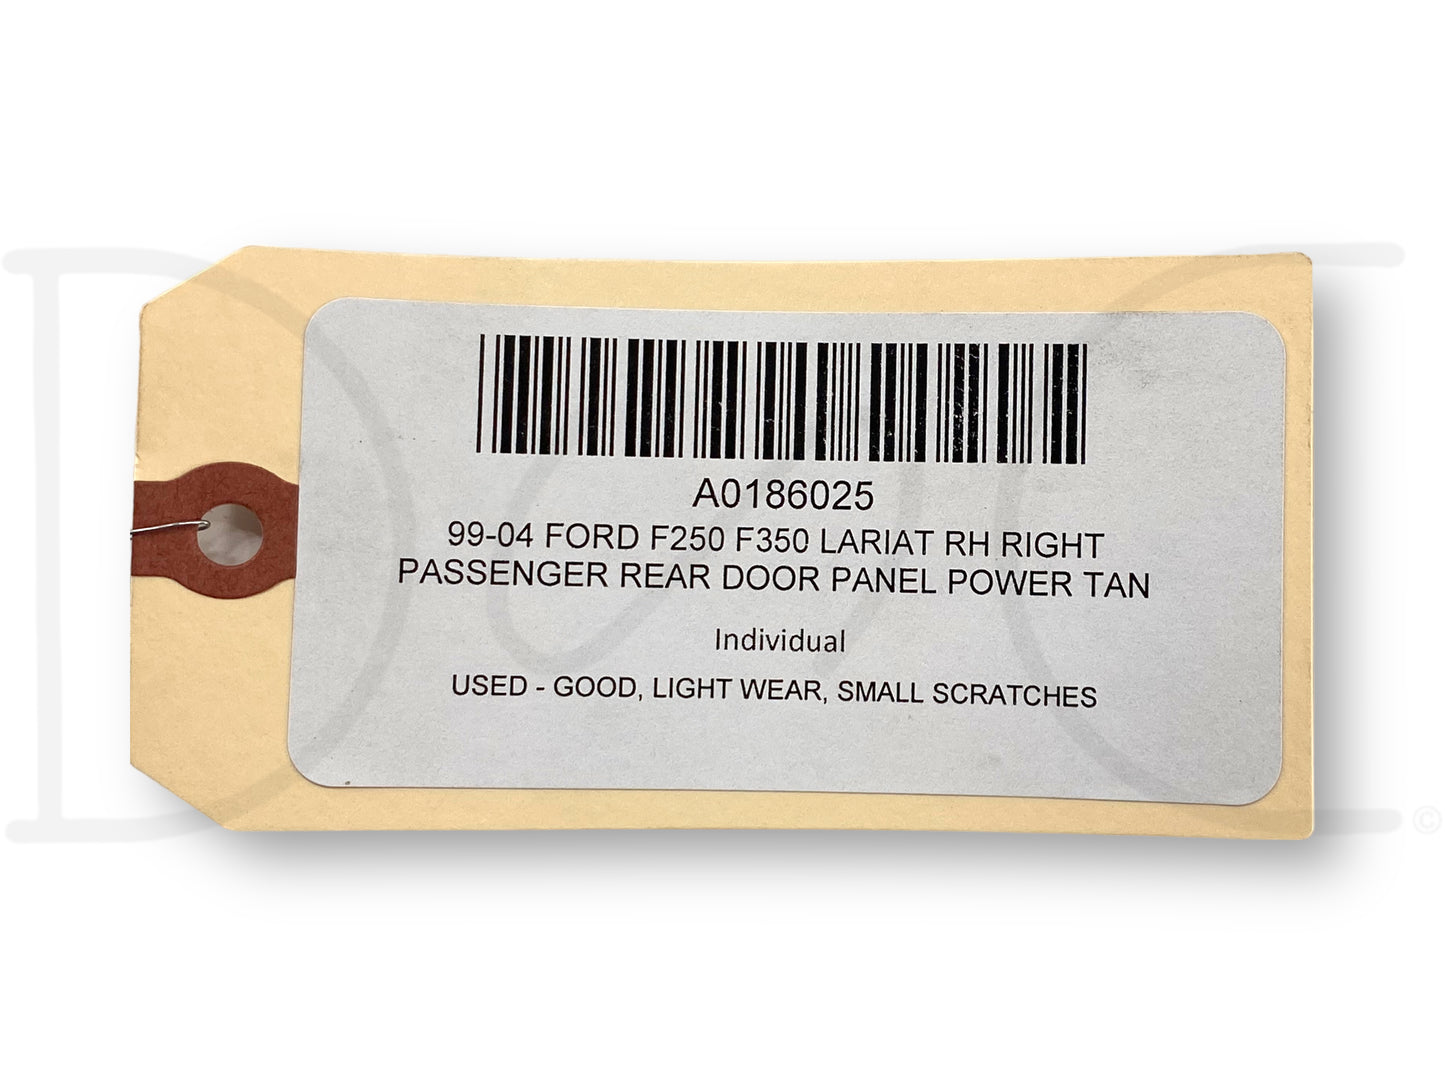 A0186025
99-04 FORD F250 F350 LARIAT RH RIGHT
PASSENGER REAR DOOR PANEL POWER TAN
Individual
USED - GOOD, LIGHT WEAR, SMALL SCRATCHES
D C ©